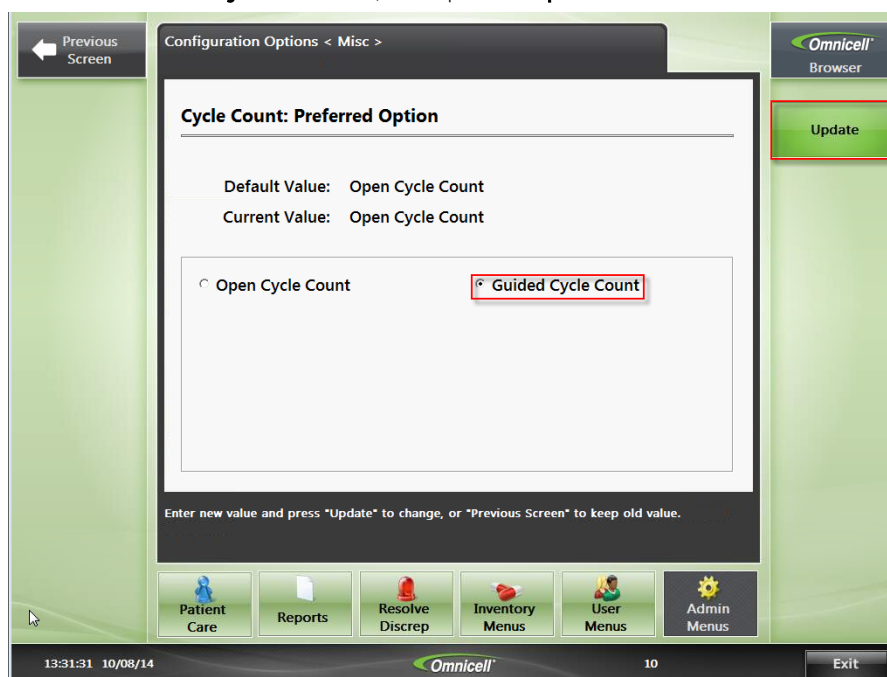 Previous
Screen
Configuration Options < Misc >
Omnicell
Browser
Cycle Count: Preferred Option
Update
Default Value: Open Cycle Count
Current Value: Open Cycle Count
Open Cycle Count
Guided Cycle Count
Enter new value and press "Update" to change, or "Previous Screen" to keep old value.
Patient
Care
Reports
Resolve
Discrep
Inventory
Menus
User
Menus
Admin
Menus
13:31:31 10/08/14
Omnicell
10
Exit